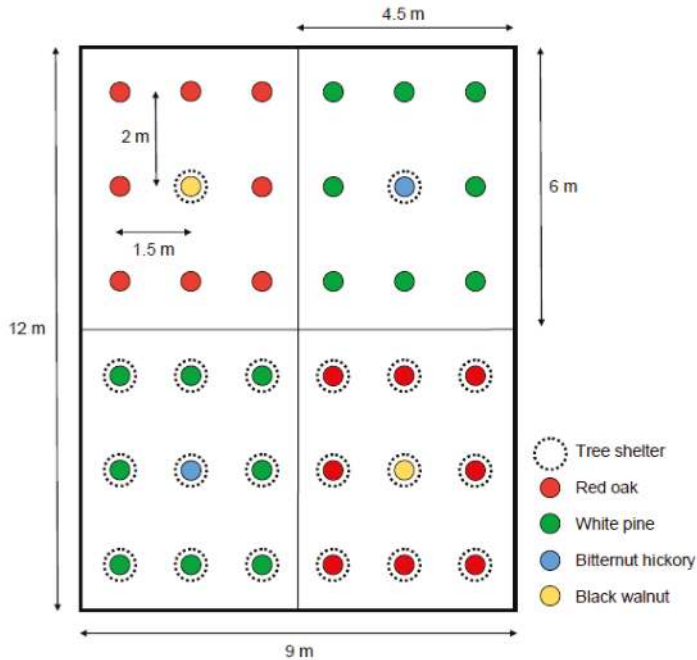 4.5 m
2 m
6 m
1.5 m
12 m
Tree shelter
Red oak
White pine
Bitternut hickory
Black walnut
9 m